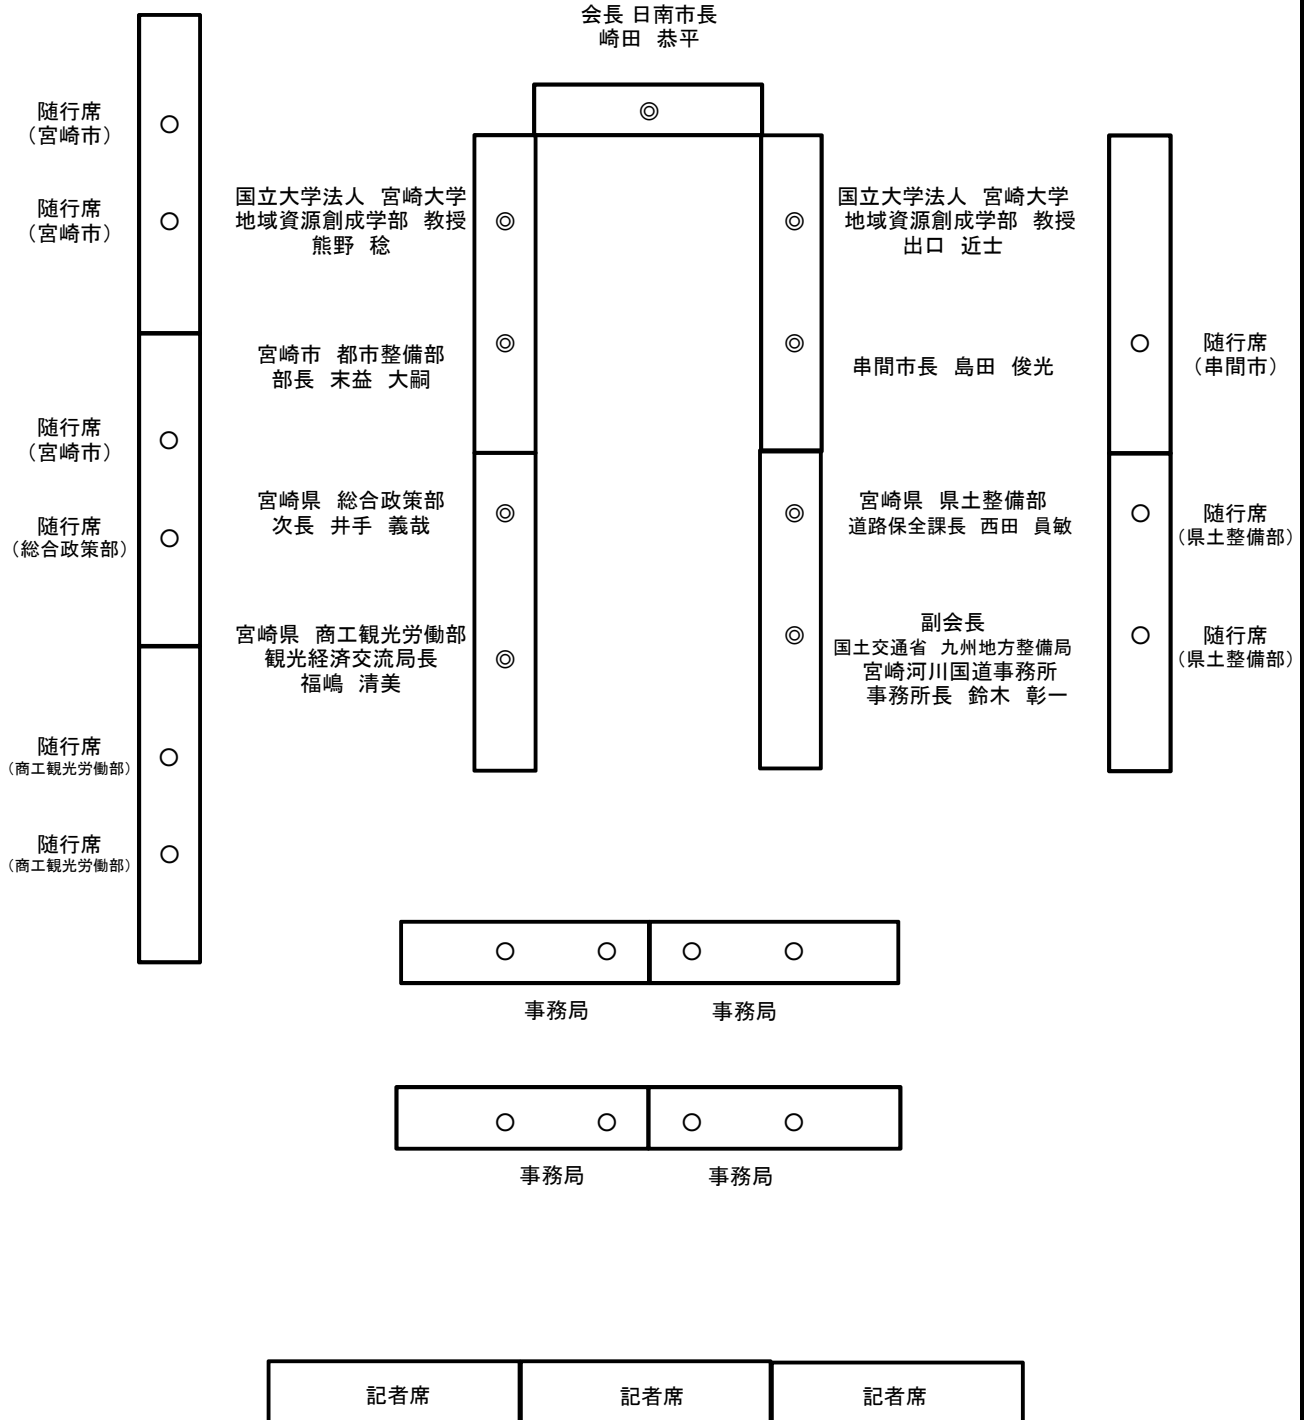 会長 日南市長
崎田 恭平
◎
随行席
（宮崎市）
○
随行席
（宮崎市）
○
随行席
（宮崎市）
○
随行席
（総合政策部）
○
随行席
（商工観光労働部）
○
随行席
（商工観光労働部）
○
国立大学法人 宮崎大学
地域資源創成学部 教授
熊野 稔
◎
宮崎市 都市整備部
部長 末益 大嗣
◎
宮崎県 総合政策部
次長 井手 義哉
◎
宮崎県 商工観光労働部
観光経済交流局長
福嶋 清美
◎
◎
国立大学法人 宮崎大学
地域資源創成学部 教授
出口 近士
◎
串間市長 島田 俊光
◎
宮崎県 県土整備部
道路保全課長 西田 員敏
◎
副会長
国土交通省 九州地方整備局
宮崎河川国道事務所
事務所長 鈴木 彰一
○
随行席
（串間市）
○
随行席
（県土整備部）
○
随行席
（県土整備部）
○ ○ ○ ○
事務局 事務局
○ ○ ○ ○
事務局 事務局
記者席 記者席 記者席